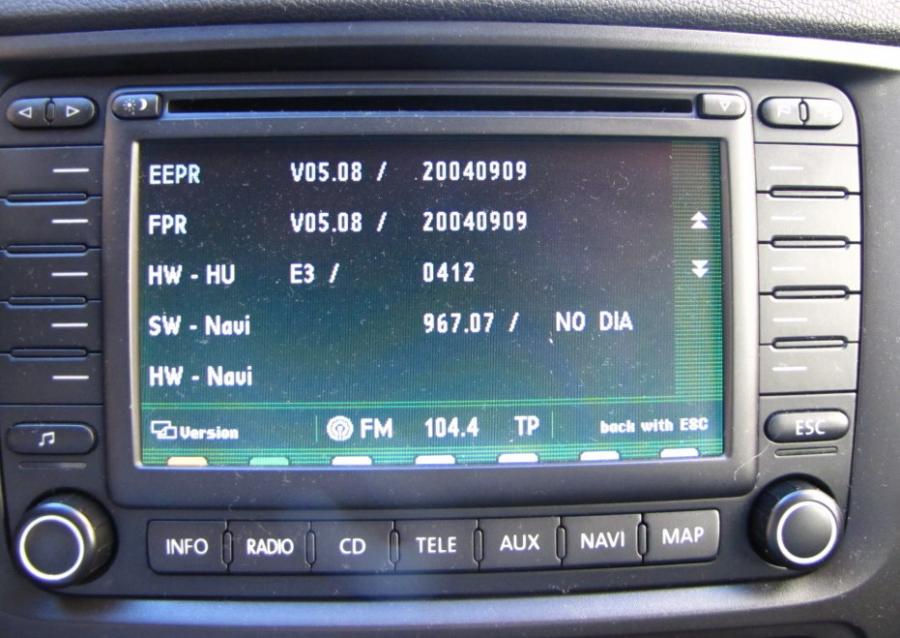 EEPR V05.08 / 20040909
FPR V05.08 / 20040909
HW - HU E3 / 0412
SW - Navi 967.07 / NO DIA
HW - Navi
Version FM 104.4 TP back with ESC
ESC
INFO RADIO CD TELE AUX NAVI MAP